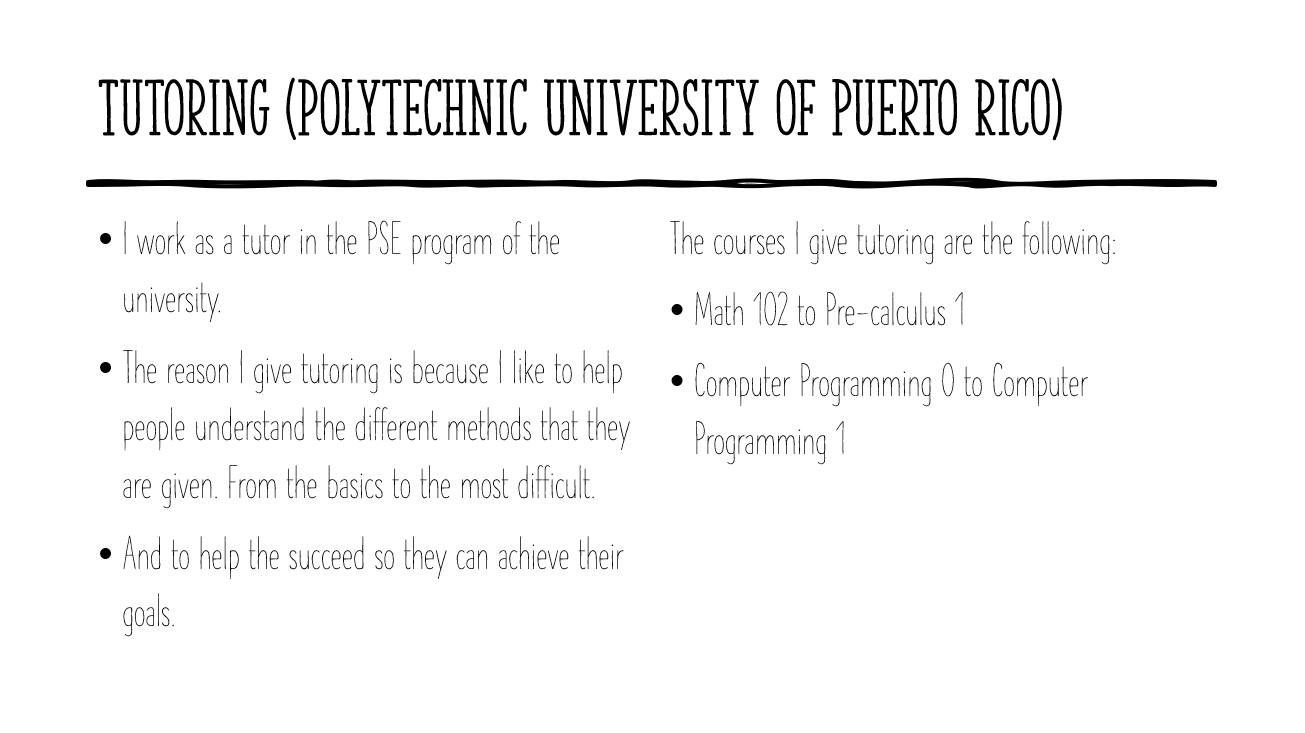 TUTORING (POLYTECHNIC UNIVERSITY OF PUERTO RICO)
• I work as a tutor in the PSE program of the
university.
• The reason I give tutoring is because I like to help
people understand the different methods that they
are given. From the basics to the most difficult.
• And to help the succeed so they can achieve their
goals.
The courses I give tutoring are the following:
• Math 102 to Pre-calculus 1
• Computer Programming 0 to Computer
Programming 1